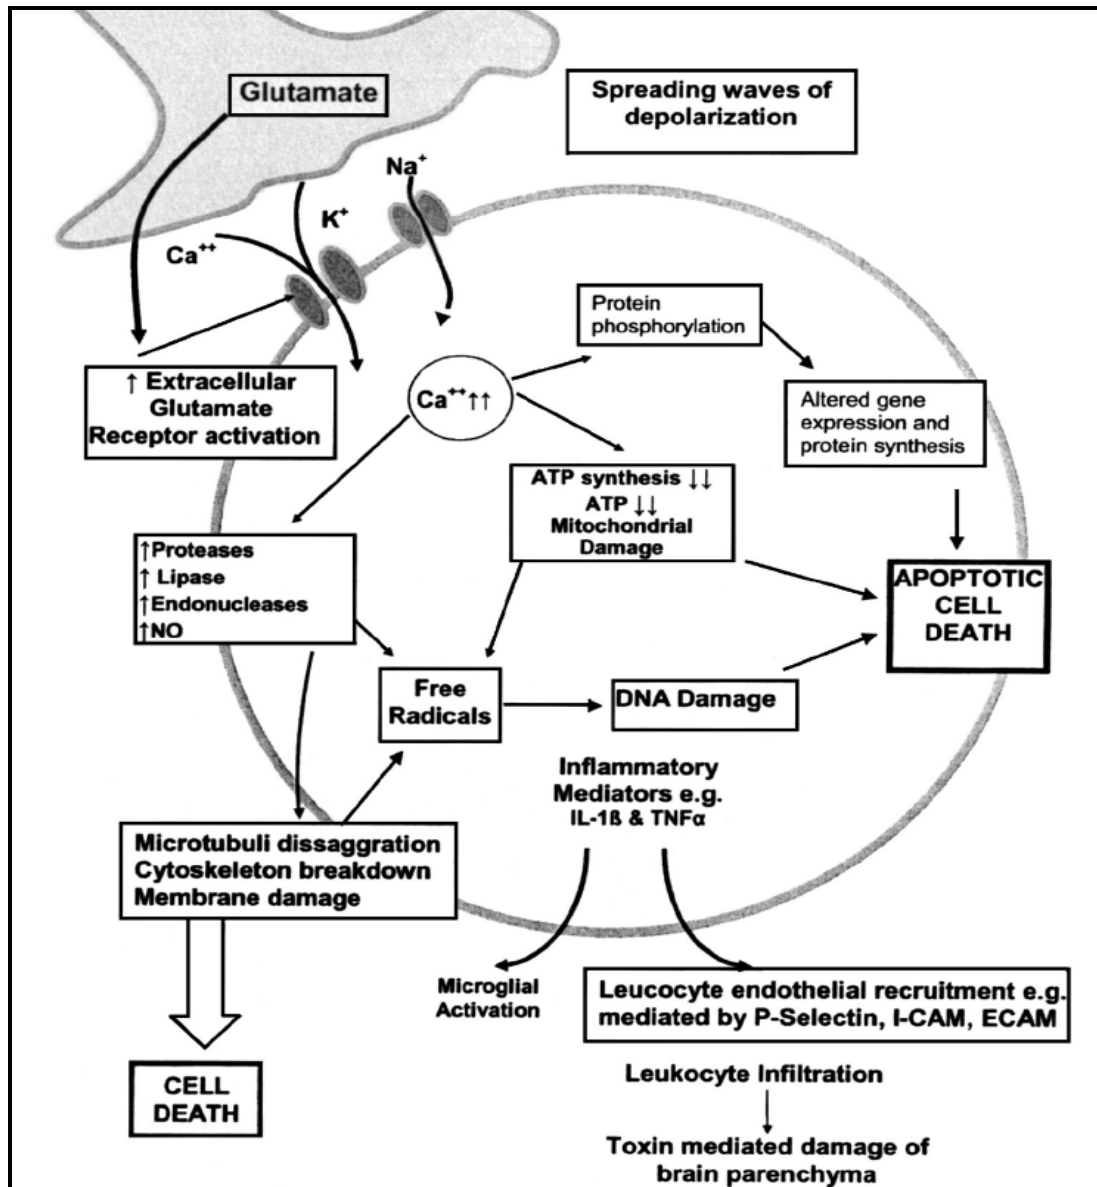 Glutamate
Spreading waves of
depolarization
Na+
K+
Ca++
↑ Extracellular
Glutamate
Receptor activation
Protein
phosphorylation
Ca++↑↑
Altered gene
expression and
protein synthesis
ATP synthesis ↓↓
ATP ↓↓
Mitochondrial
Damage
↑Proteases
↑ Lipase
↑Endonucleases
↑NO
APOPTOTIC
CELL
DEATH
Free
Radicals
DNA Damage
Inflammatory
Mediators e.g.
IL-1ß & TNFα
Microtubuli dissaggration
Cytoskeleton breakdown
Membrane damage
Microglial
Activation
Leucocyte endothelial recruitment e.g.
mediated by P-Selectin, I-CAM, ECAM
CELL
DEATH
Leukocyte Infiltration
Toxin mediated damage of
brain parenchyma